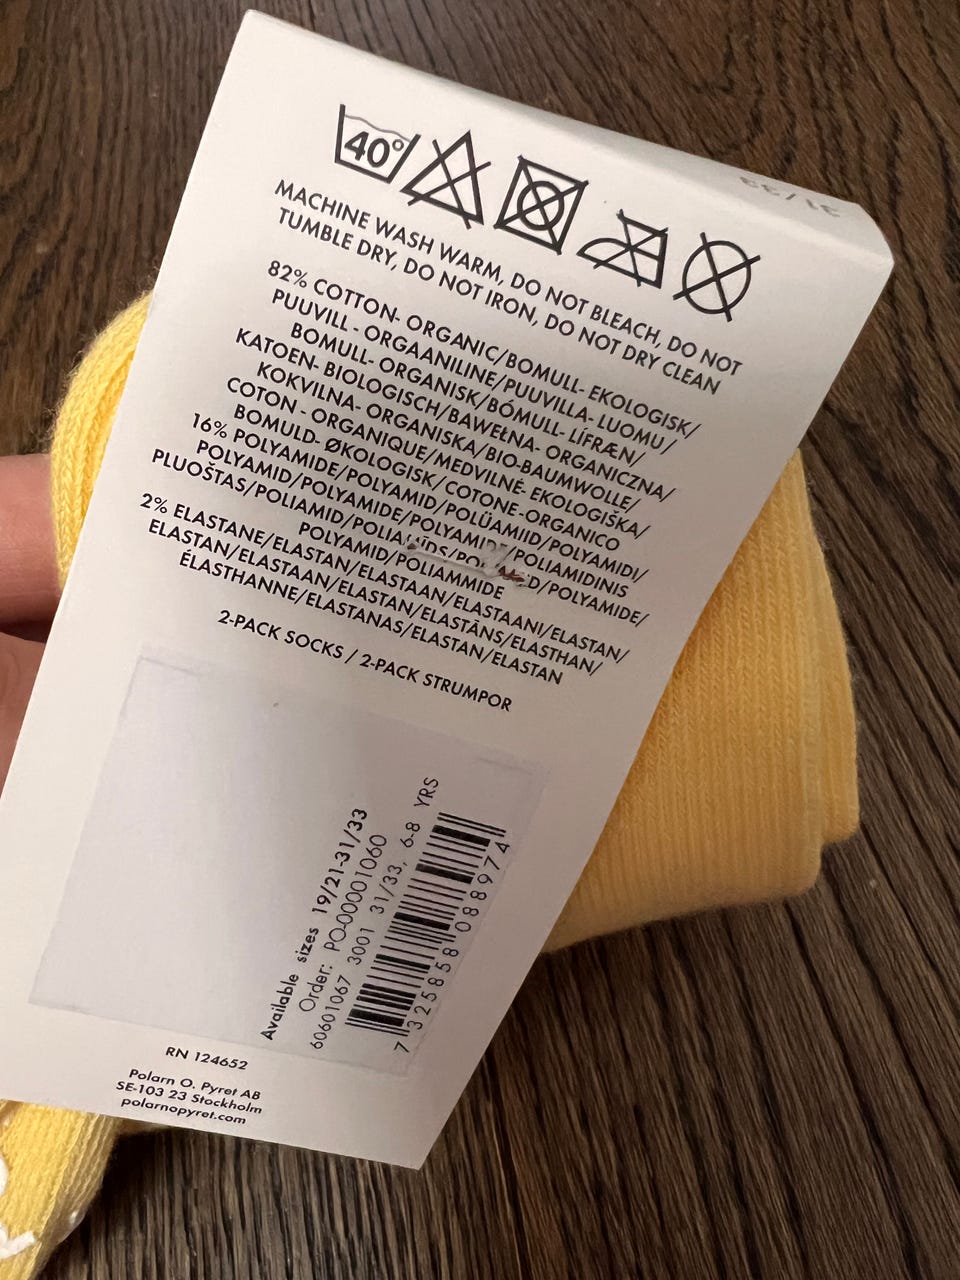 31/33
40°
MACHINE WASH WARM, DO NOT BLEACH, DO NOT
TUMBLE DRY, DO NOT IRON, DO NOT DRY CLEAN
82% COTTON- ORGANIC/BOMULL- EKOLOGISK/
PUUVILL - ORGAANILINE/PUUVILLA- LUOMU/
BOMULL- ORGANISK/BÓMULL- LÍFRÆN/
KATOEN- BIOLOGISCH/BAWEŁNA- ORGANICZNA/
KOKVILNA- ORGANISKA/BIO-BAUMWOLLE/
COTON - ORGANIQUE/MEDVILNĖ- EKOLOGIŠKA/
BOMULD- ØKOLOGISK/COTONE-ORGANICO
16% POLYAMIDE/POLYAMID/POLÜAMIID/POLYAMIDI/
POLYAMID/POLYAMIDE/POLYAMIDE/POLIAMIDINIS
PLUOŠTAS/POLIAMID/POLIAMĪDS/POLYAMID/POLYAMIDE/
POLYAMID/POLIAMMIDE
2% ELASTANE/ELASTAN/ELASTAAN/ELASTAANI/ELASTAN/
ELASTAN/ELASTAAN/ELASTAN/ELASTĀNS/ELASTHAN/
ÉLASTHANNE/ELASTANAS/ELASTAN/ELASTAN
2-PACK SOCKS / 2-PACK STRUMPOR
Available sizes 19/21-31/33
Order: PO-00001060
60601067 3001 31/33, 6-8 YRS
7 325858 088974
RN 124652
Polarn O. Pyret AB
SE-103 23 Stockholm
polarnopyret.com